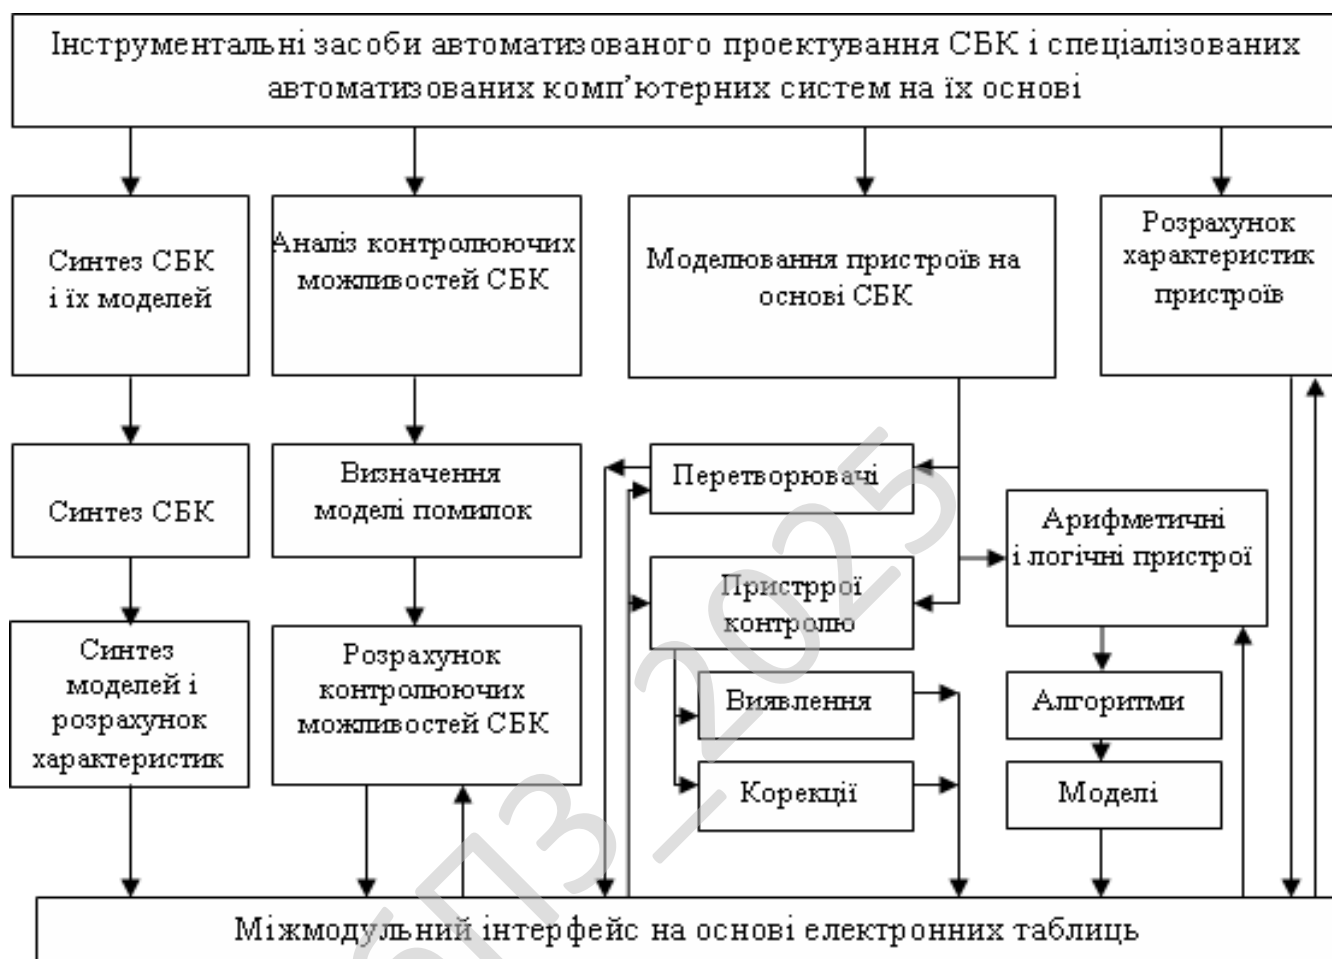 Інструментальні засоби автоматизованого проектування СБК і спеціалізованих
автоматизованих комп’ютерних систем на їх основі
Синтез СБК
і їх моделей
Аналіз контролюючих
можливостей СБК
Моделювання пристроїв на
основі СБК
Розрахунок
характеристик
пристроїв
Синтез СБК
Визначення
моделі помилок
Перетворювачі
Арифметичні
і логічні пристрої
Пристррої
контролю
Синтез
моделей і
розрахунок
характеристик
Розрахунок
контролюючих
можливостей СБК
Виявлення
Алгоритми
Корекції
Моделі
Міжмодульний інтерфейс на основі електронних таблиць
БПЗ_2025